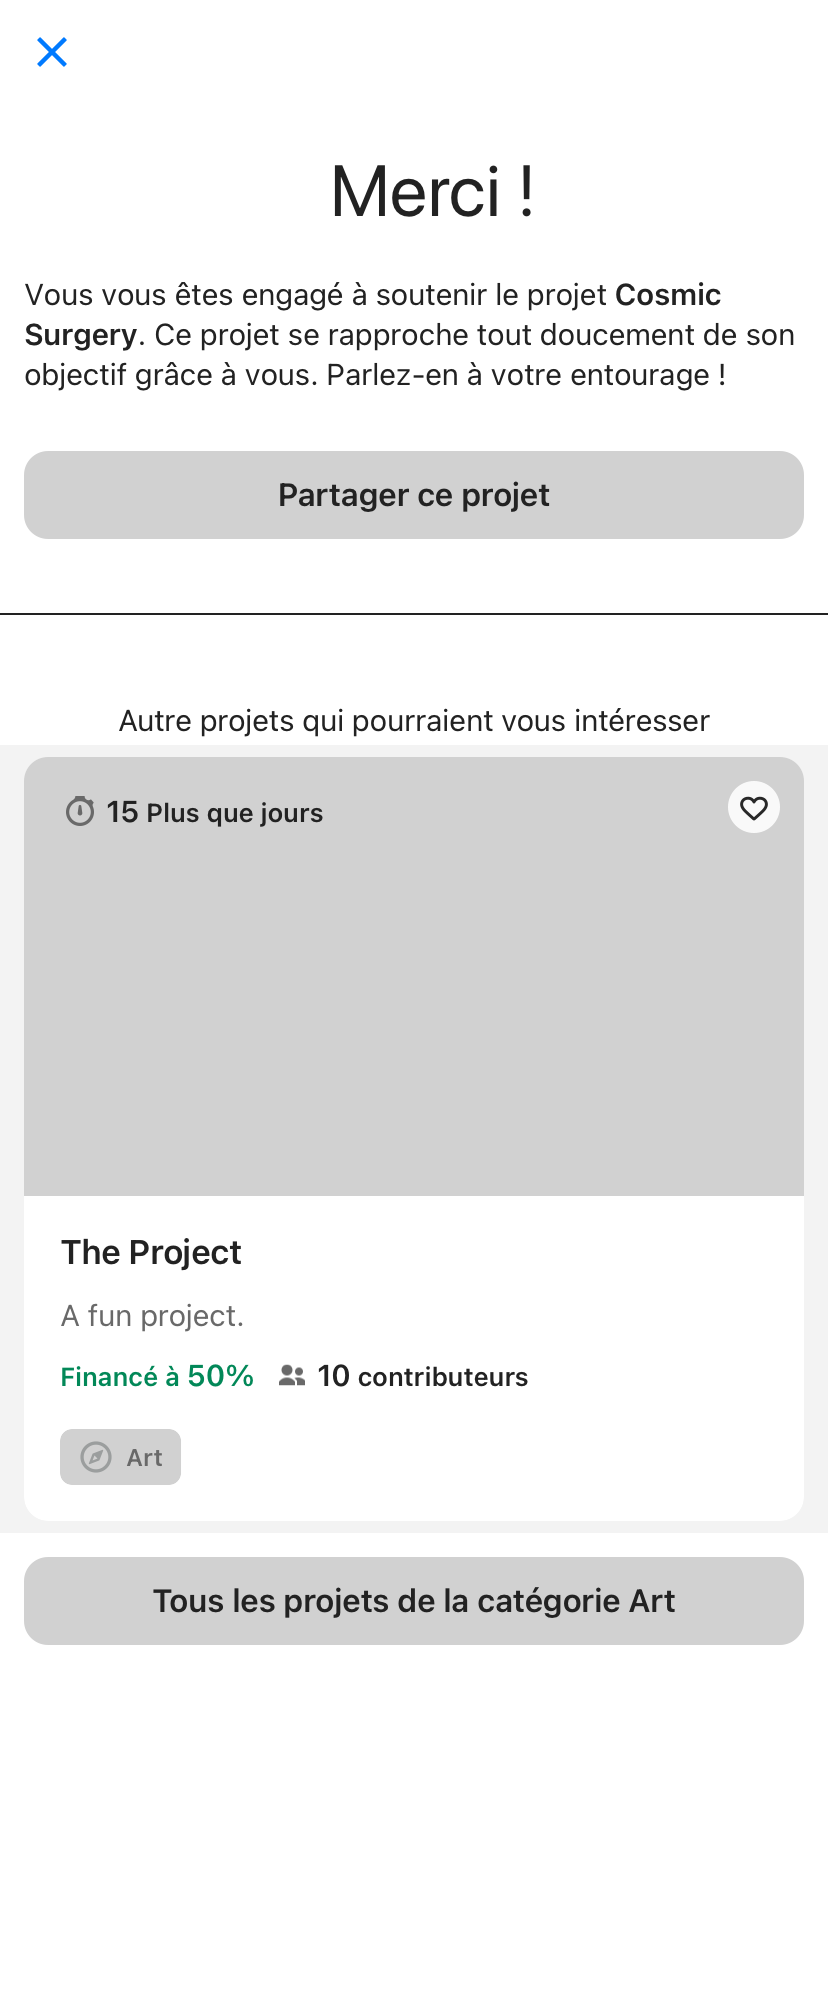 Merci !
Vous vous êtes engagé à soutenir le projet Cosmic
Surgery. Ce projet se rapproche tout doucement de son
objectif grâce à vous. Parlez-en à votre entourage !
Partager ce projet
Autre projets qui pourraient vous intéresser
15 Plus que jours
The Project
A fun project.
Financé à 50% 10 contributeurs
Art
Tous les projets de la catégorie Art